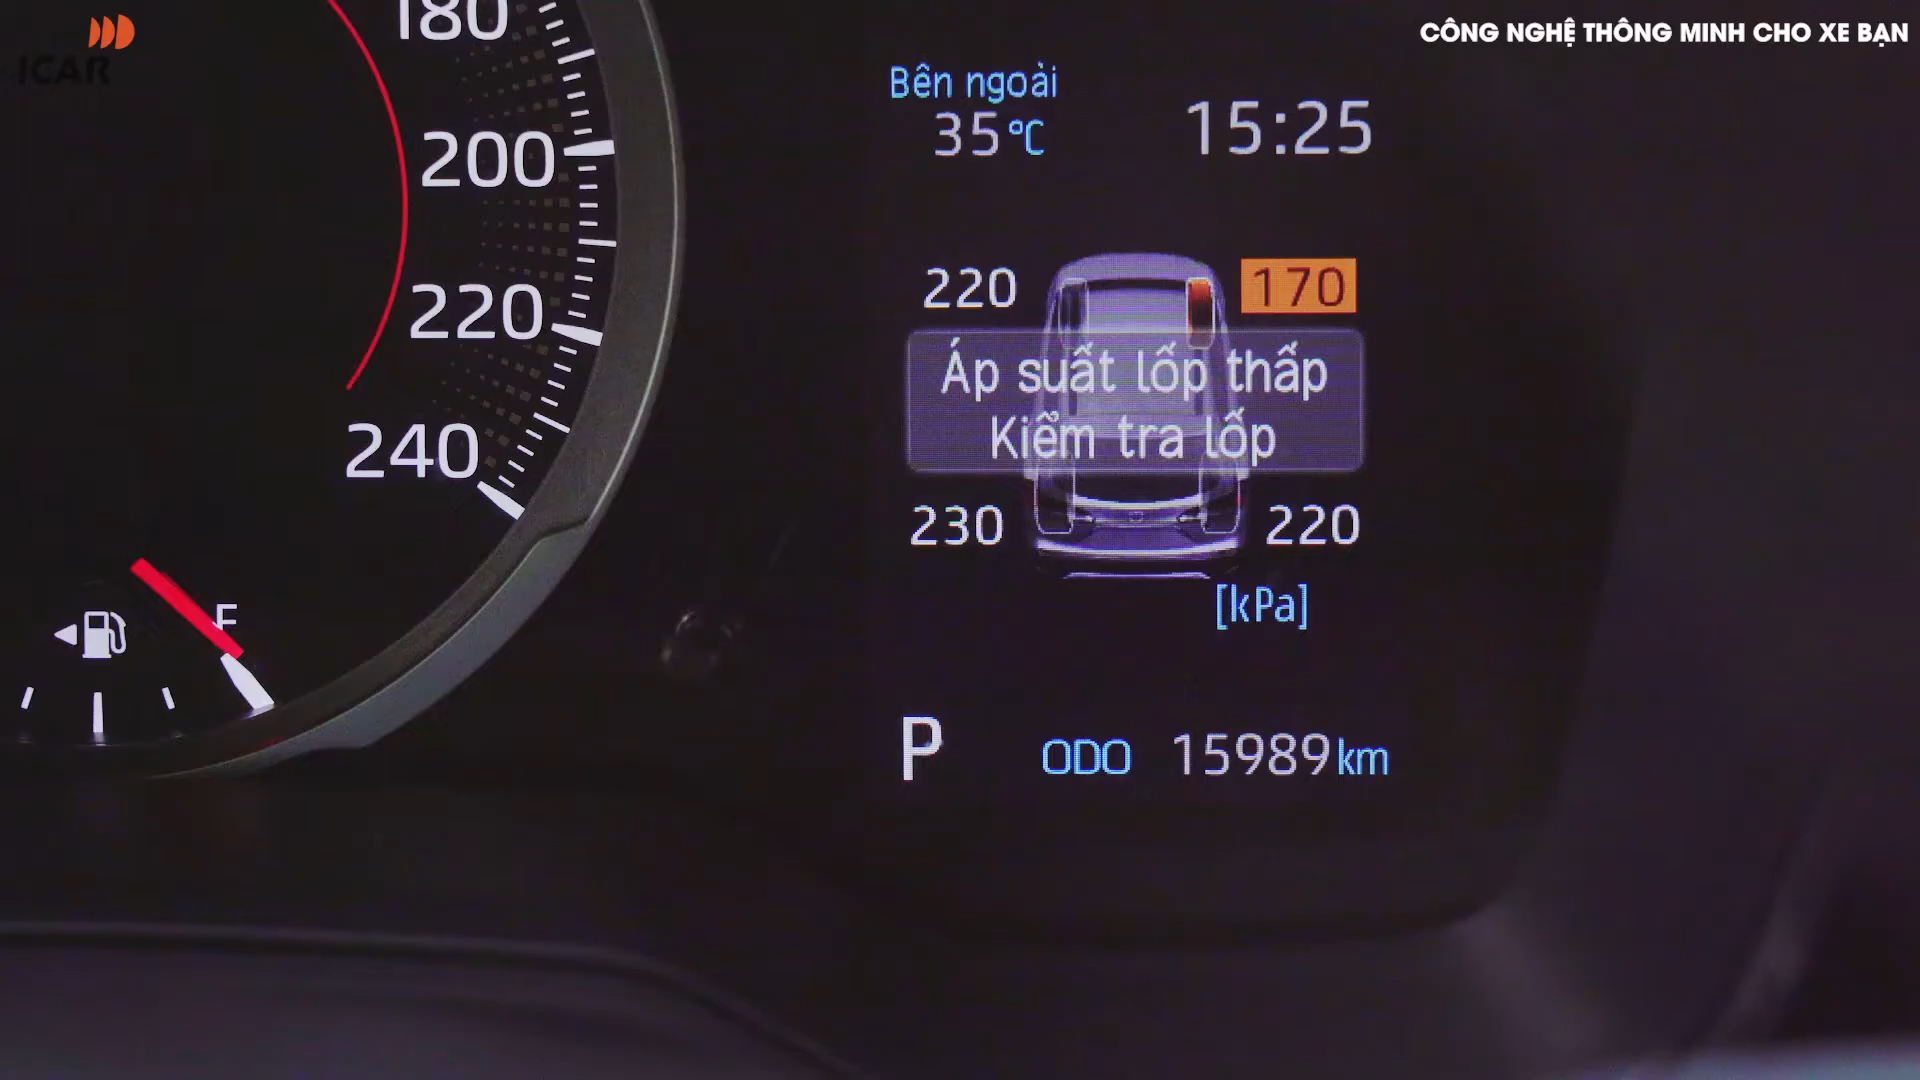 ICAR
CÔNG NGHỆ THÔNG MINH CHO XE BẠN
180
200
220
240
F
Bên ngoài
35°C
15:25
220
170
Áp suất lốp thấp
Kiểm tra lốp
230
220
[kPa]
P
ODO 15989km